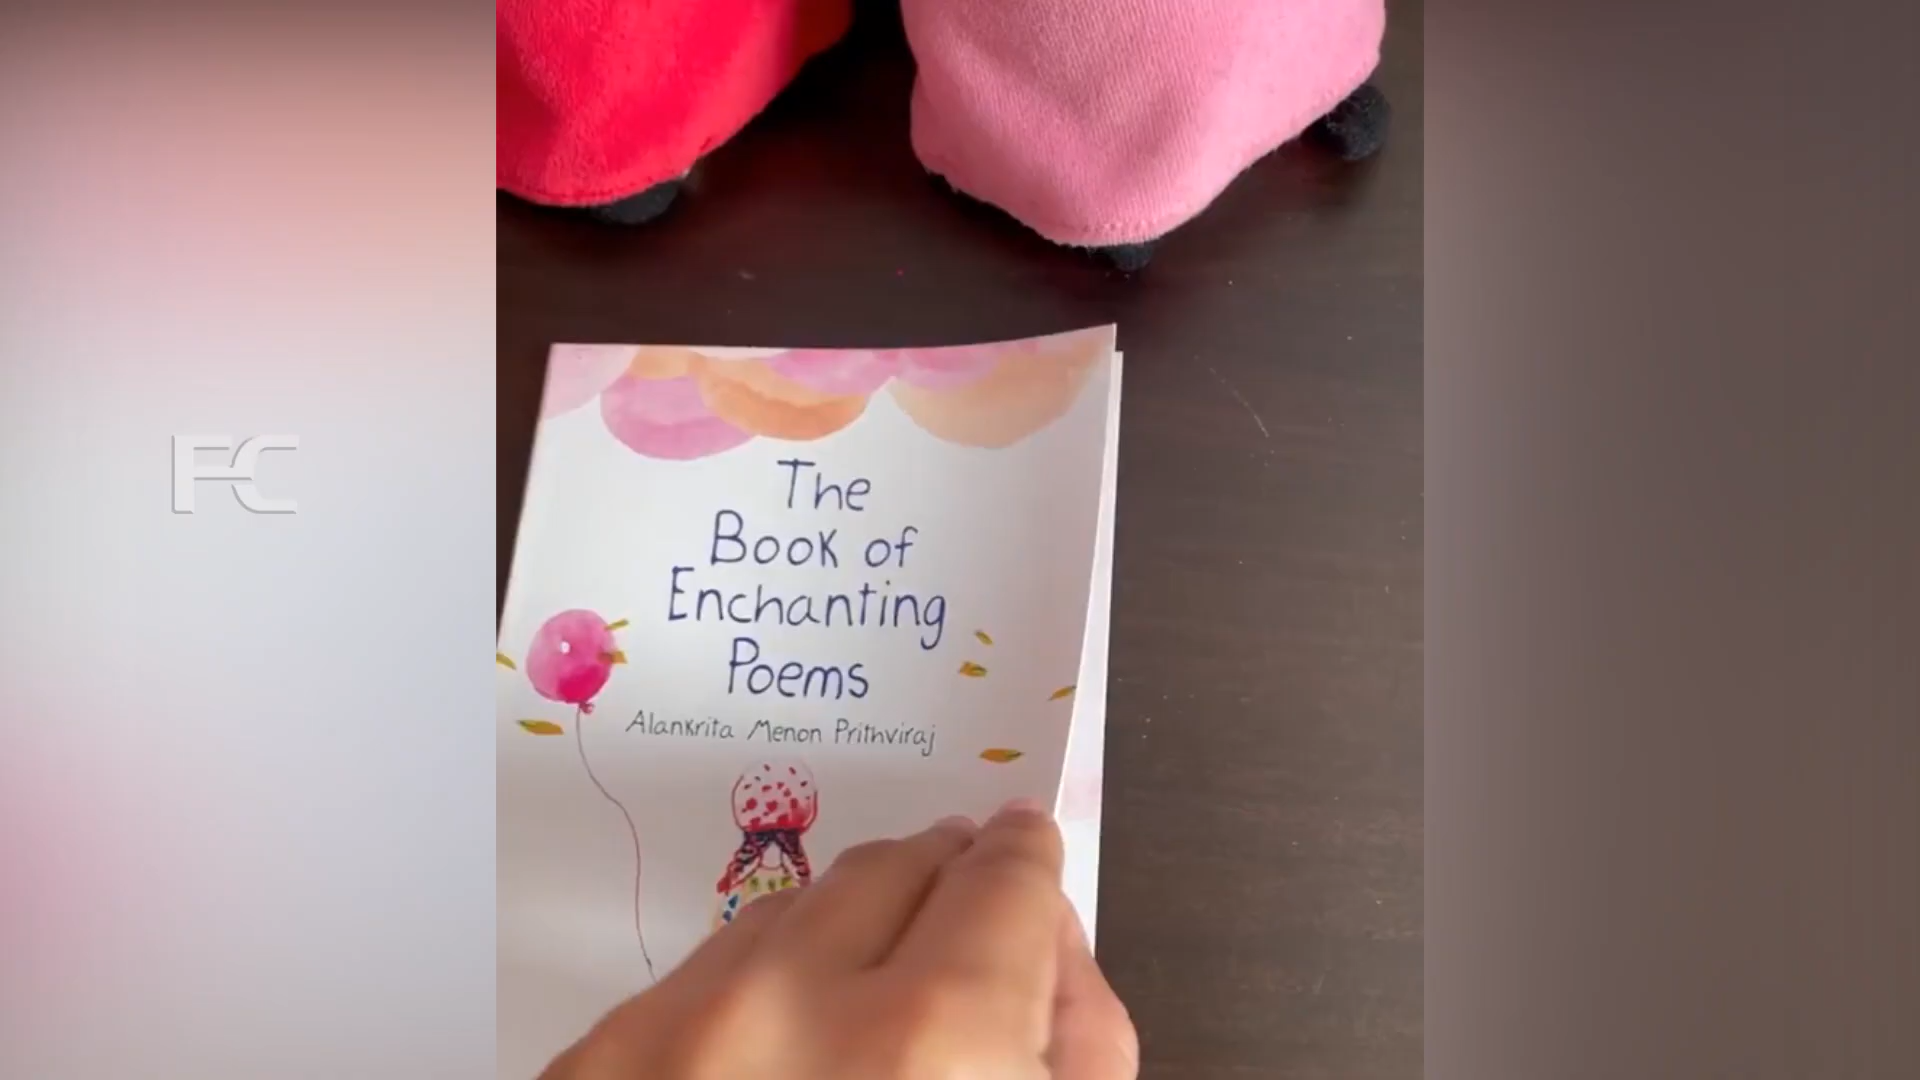 FC
The
Book of
Enchanting
Poems
Alankrita Menon Prithviraj